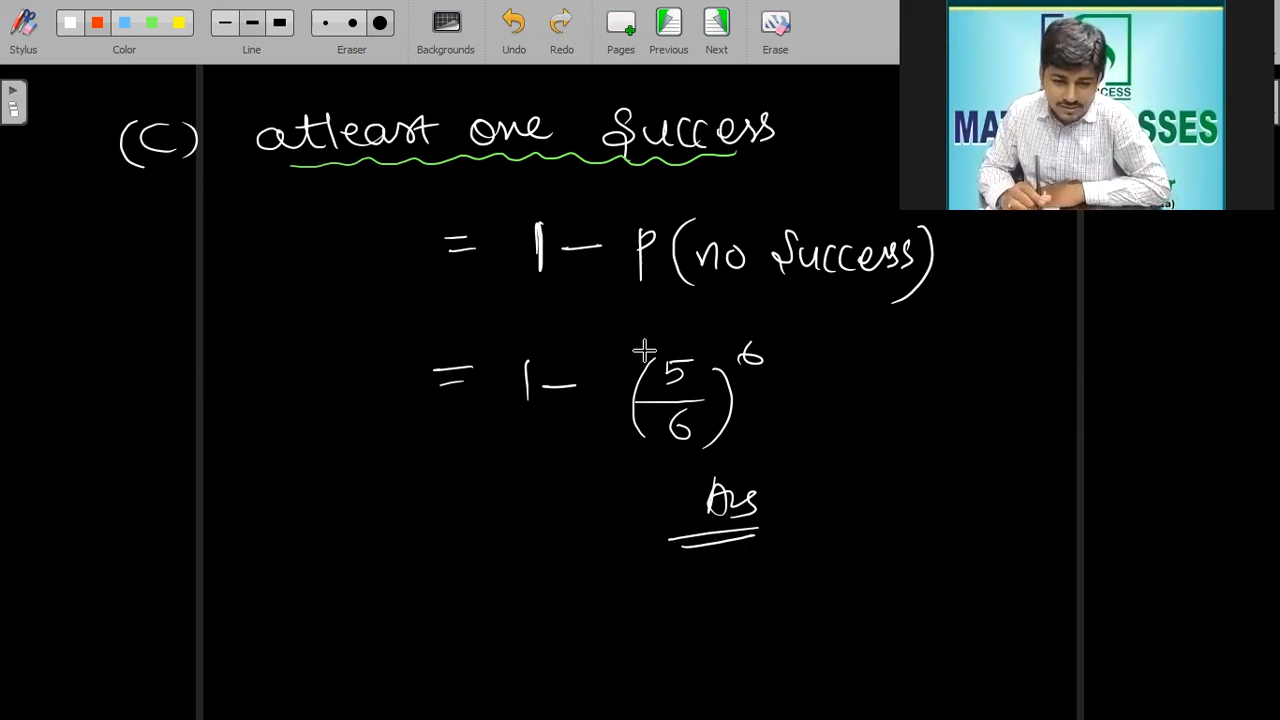 Stylus Color Line Eraser Backgrounds Undo Redo Pages Previous Next Erase
CESS
MA SSES
(C) atleast one Success
= 1 - P(no Success)
= 1 - (5/6)^6
Ans